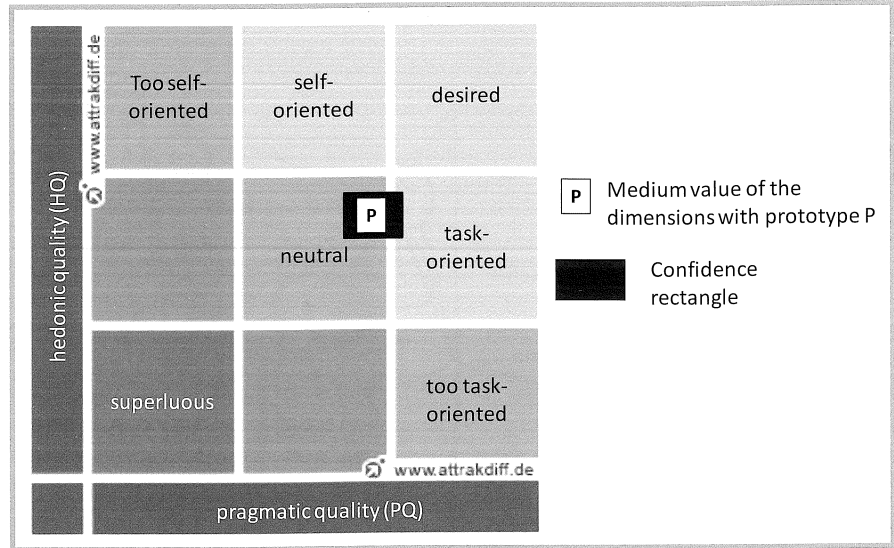 Too self-
oriented
self-
oriented
desired
www.attrakdiff.de
hedonic quality (HQ)
P
neutral
task-
oriented
superluous
too task-
oriented
www.attrakdiff.de
pragmatic quality (PQ)
P
Medium value of the
dimensions with prototype P
Confidence
rectangle